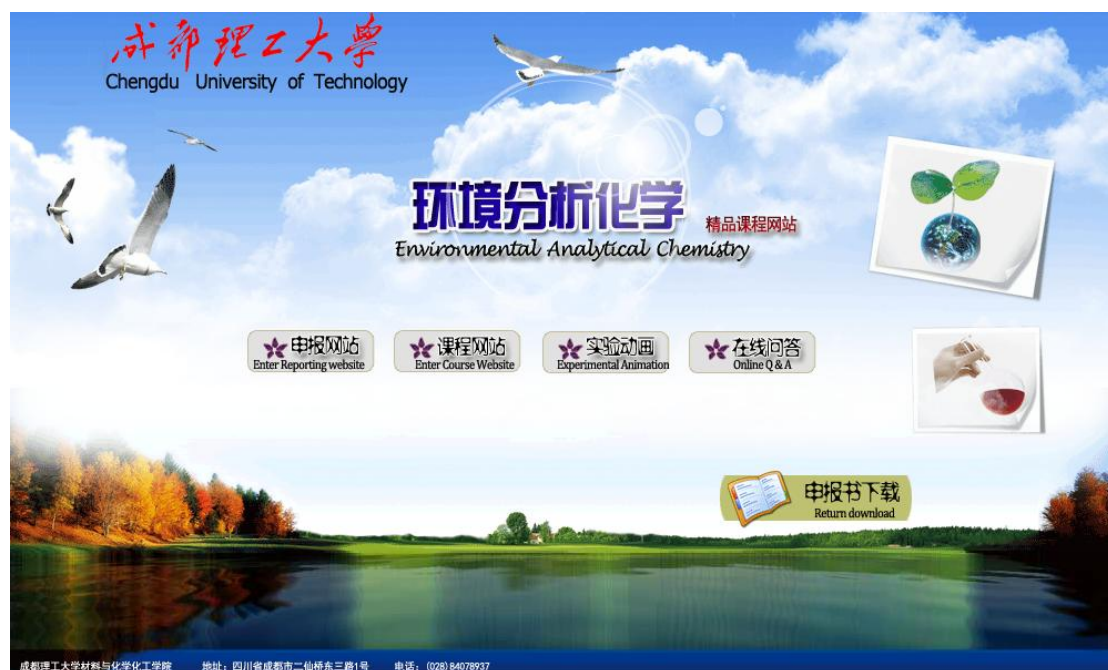 成都理工大学
Chengdu University of Technology
环境分析化学
精品课程网站
Environmental Analytical Chemistry
申报网站
Enter Reporting website
课程网站
Enter Course Website
实验动画
Experimental Animation
在线问答
Online Q & A
申报书下载
Return download
成都理工大学材料与化学化工学院 地址：四川省成都市二仙桥东三路1号 电话：(028)84078937